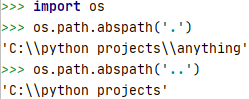 >>> import os
>>> os.path.abspath('.')
'C:\\python projects\\anything'
>>> os.path.abspath('..')
'C:\\python projects'